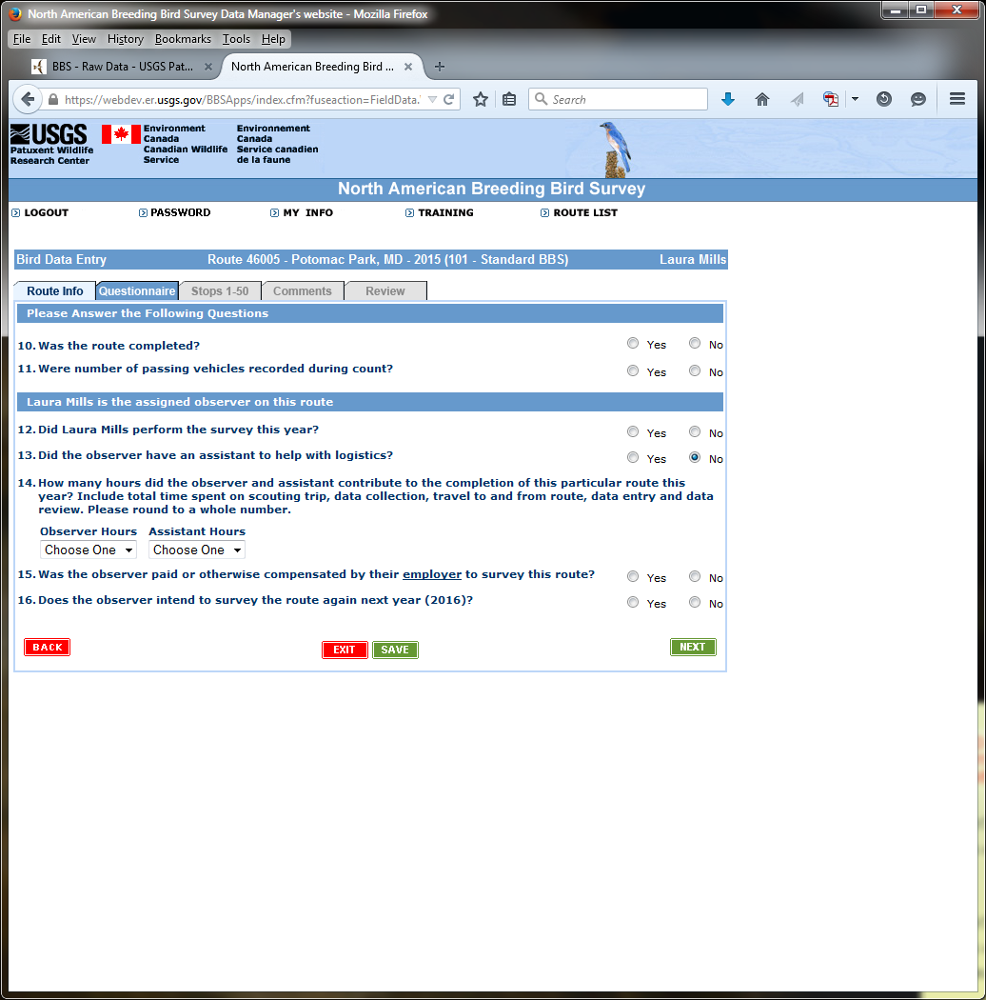 North American Breeding Bird Survey Data Manager's website - Mozilla Firefox
File Edit View History Bookmarks Tools Help
BBS - Raw Data - USGS Pat... × North American Breeding Bird ... × +
https://webdev.er.usgs.gov/BBSApps/index.cfm?fuseaction=FieldData. Search
USGS
Patuxent Wildlife
Research Center
Environment
Canada
Canadian Wildlife
Service
Environnement
Canada
Service canadien
de la faune
North American Breeding Bird Survey
LOGOUT PASSWORD MY INFO TRAINING ROUTE LIST
Bird Data Entry Route 46005 - Potomac Park, MD - 2015 (101 - Standard BBS) Laura Mills
Route Info Questionnaire Stops 1-50 Comments Review
Please Answer the Following Questions
10. Was the route completed? Yes No
11. Were number of passing vehicles recorded during count? Yes No
Laura Mills is the assigned observer on this route
12. Did Laura Mills perform the survey this year? Yes No
13. Did the observer have an assistant to help with logistics? Yes No
14. How many hours did the observer and assistant contribute to the completion of this particular route this
year? Include total time spent on scouting trip, data collection, travel to and from route, data entry and data
review. Please round to a whole number.
Observer Hours Assistant Hours
Choose One Choose One
15. Was the observer paid or otherwise compensated by their employer to survey this route? Yes No
16. Does the observer intend to survey the route again next year (2016)? Yes No
BACK EXIT SAVE NEXT